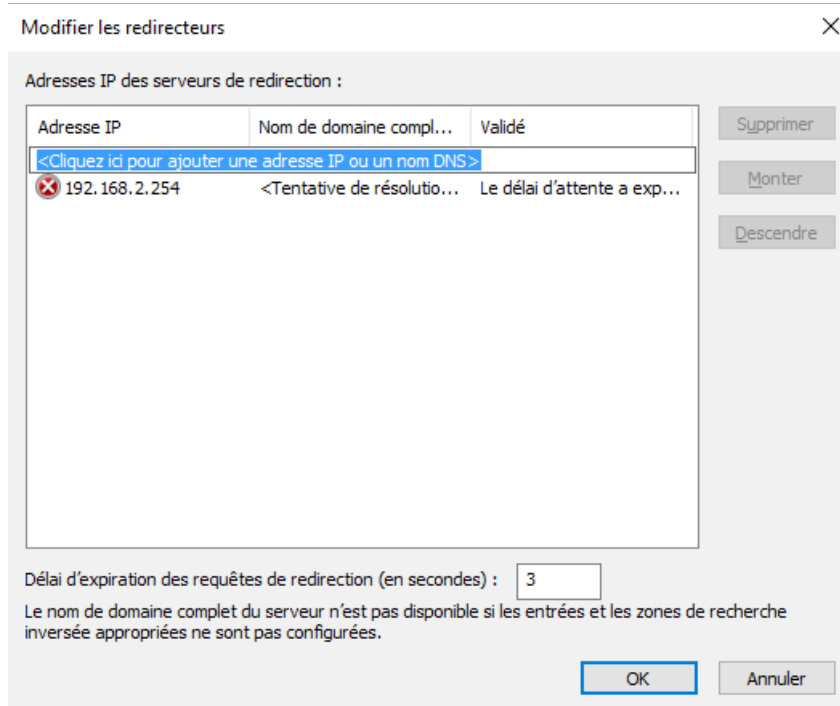 Modifier les redirecteurs
Adresses IP des serveurs de redirection :
Adresse IP Nom de domaine compl... Validé
<Cliquez ici pour ajouter une adresse IP ou un nom DNS>
192.168.2.254 <Tentative de résolutio... Le délai d'attente a exp...
Supprimer
Monter
Descendre
Délai d'expiration des requêtes de redirection (en secondes) : 3
Le nom de domaine complet du serveur n'est pas disponible si les entrées et les zones de recherche
inversée appropriées ne sont pas configurées.
OK Annuler